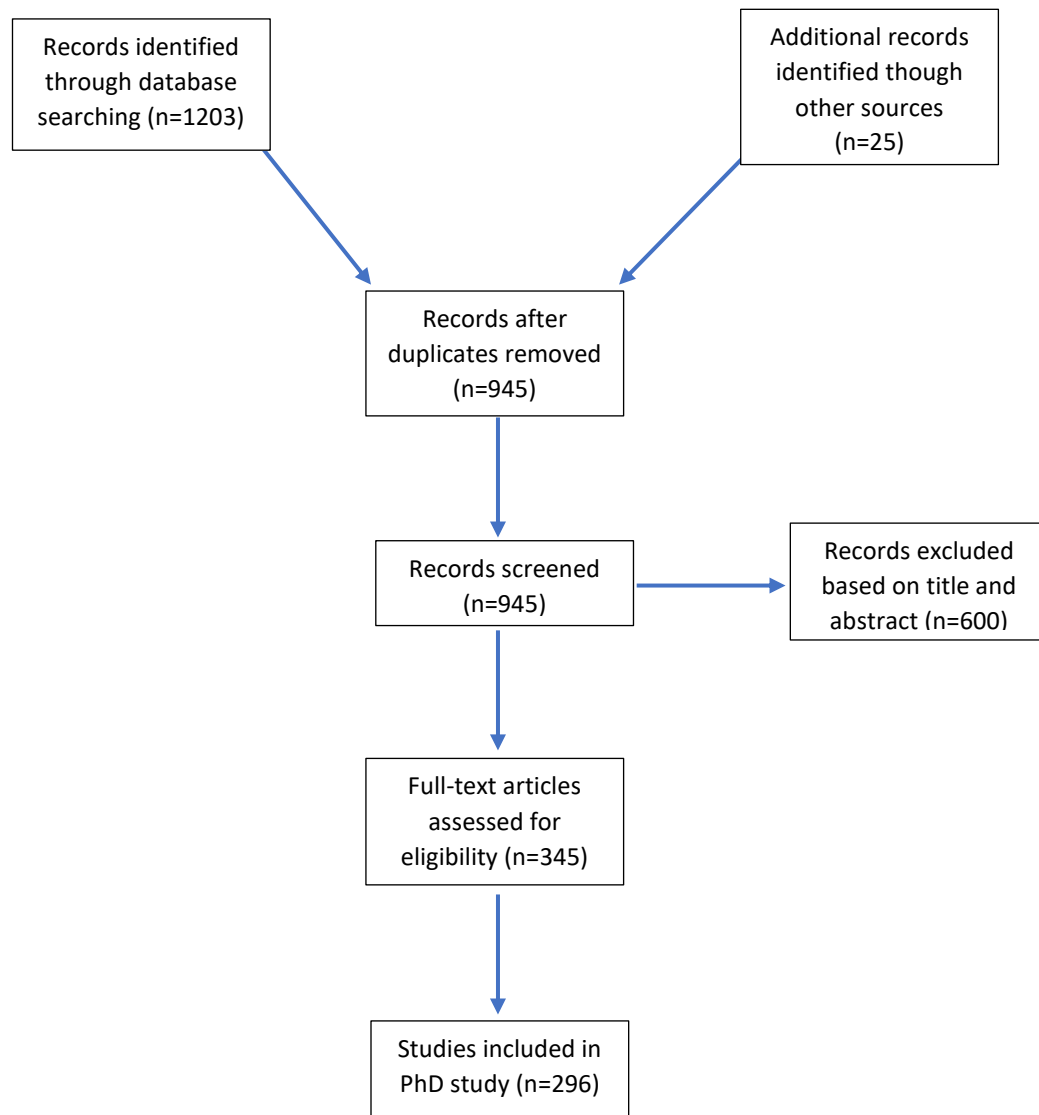 Records identified
through database
searching (n=1203)
Additional records
identified though
other sources
(n=25)
Records after
duplicates removed
(n=945)
Records screened
(n=945)
Records excluded
based on title and
abstract (n=600)
Full-text articles
assessed for
eligibility (n=345)
Studies included in
PhD study (n=296)